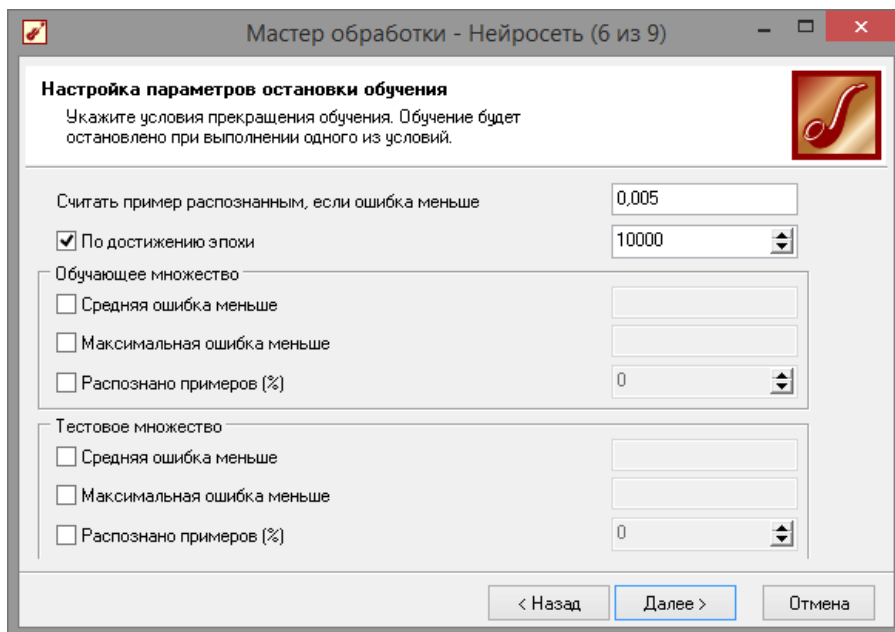 Мастер обработки - Нейросеть (6 из 9)
Настройка параметров остановки обучения
Укажите условия прекращения обучения. Обучение будет
остановлено при выполнении одного из условий.
Считать пример распознанным, если ошибка меньше 0,005
По достижению эпохи 10000
Обучающее множество
Средняя ошибка меньше
Максимальная ошибка меньше
Распознано примеров (%) 0
Тестовое множество
Средняя ошибка меньше
Максимальная ошибка меньше
Распознано примеров (%) 0
< Назад Далее > Отмена